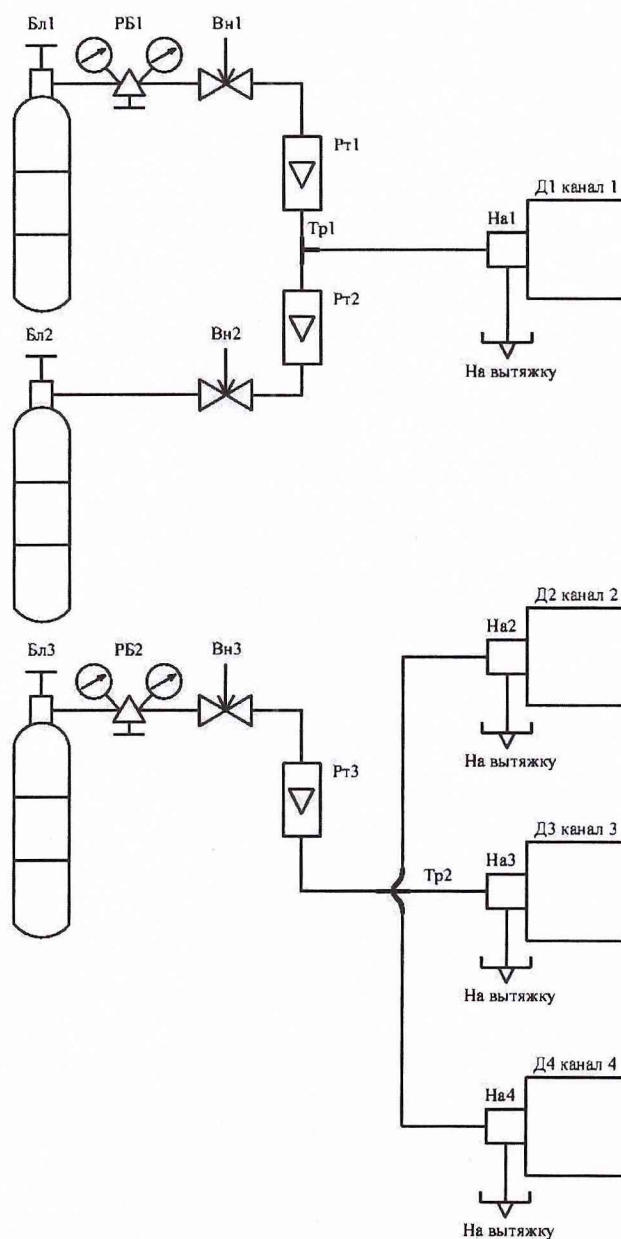 Бл1
РБ1
Вн1
Рт1
Д1 канал 1
Тр1
На1
Рт2
Бл2
Вн2
На вытяжку
Д2 канал 2
На2
Бл3
РБ2
Вн3
На вытяжку
Рт3
Д3 канал 3
Тр2
На3
На вытяжку
Д4 канал 4
На4
На вытяжку